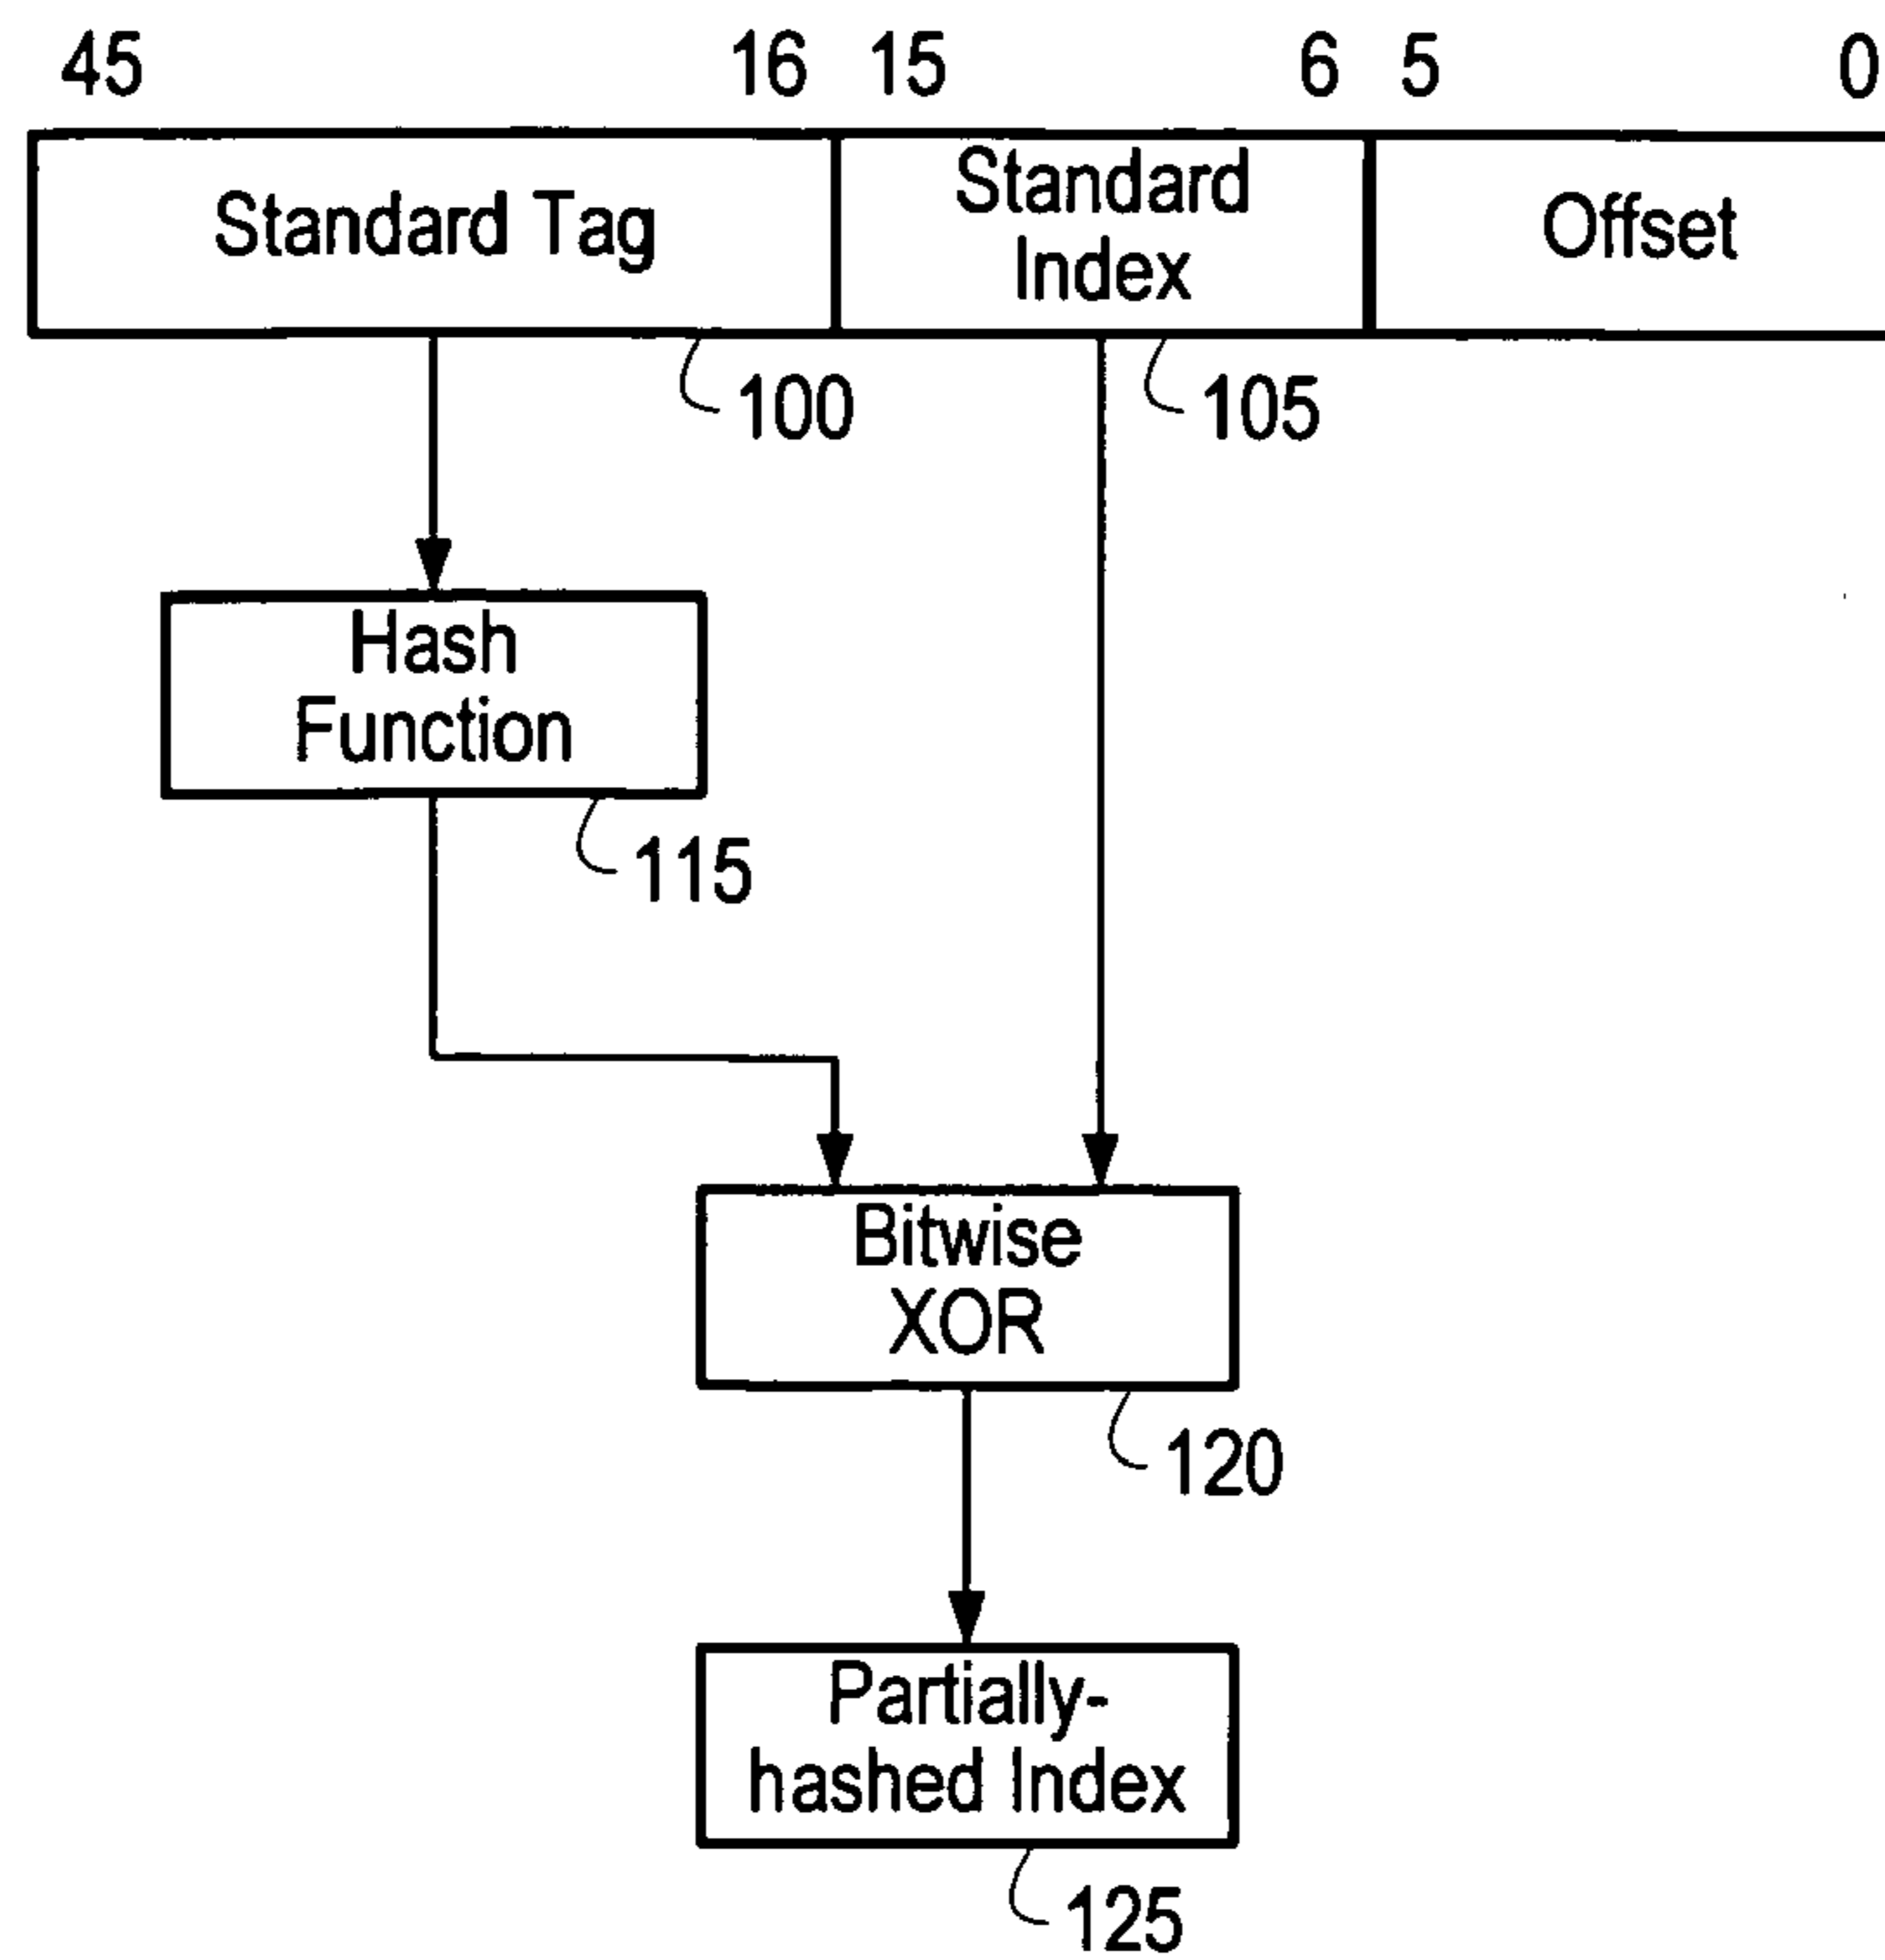 45 16 15 6 5 0
Standard Tag
Standard
Index
Offset
100
105
Hash
Function
115
Bitwise
XOR
120
Partially-
hashed Index
125